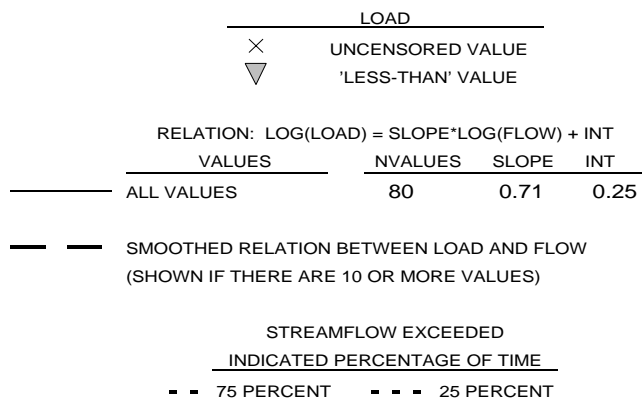 LOAD
UNCENSORED VALUE
'LESS-THAN' VALUE
RELATION: LOG(LOAD) = SLOPE*LOG(FLOW) + INT
VALUES NVALUES SLOPE INT
ALL VALUES 80 0.71 0.25
SMOOTHED RELATION BETWEEN LOAD AND FLOW
(SHOWN IF THERE ARE 10 OR MORE VALUES)
STREAMFLOW EXCEEDED
INDICATED PERCENTAGE OF TIME
75 PERCENT 25 PERCENT